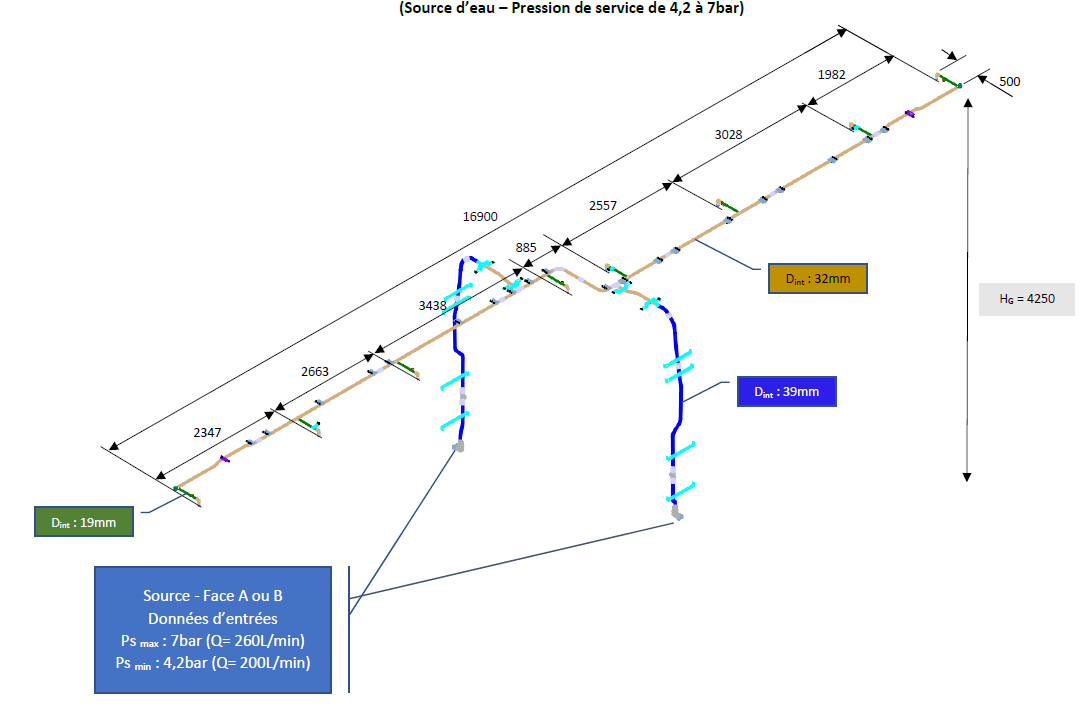 (Source d’eau – Pression de service de 4,2 à 7bar)
1982
500
3028
2557
16900
885
Dint : 32mm
HG = 4250
3438
2663
Dint : 39mm
2347
Dint : 19mm
Source - Face A ou B
Données d’entrées
Ps max : 7bar (Q= 260L/min)
Ps min : 4,2bar (Q= 200L/min)